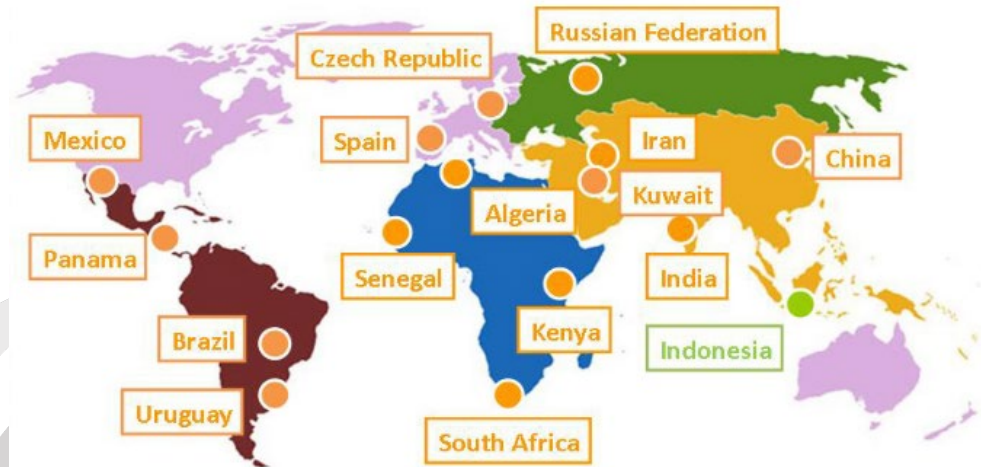 Russian Federation
Czech Republic
Mexico
Spain
Iran
China
Kuwait
Algeria
Panama
Senegal
India
Brazil
Kenya
Indonesia
Uruguay
South Africa